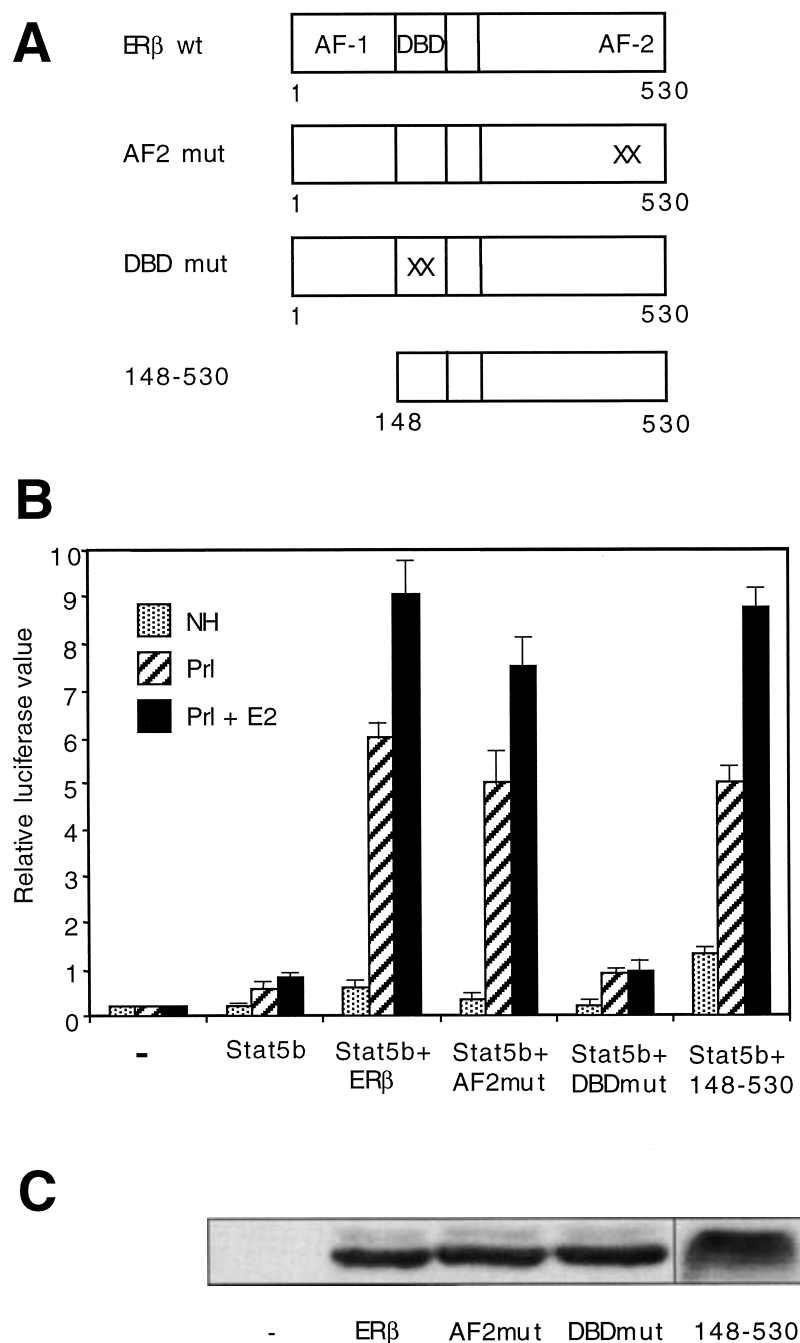 A
ERβ wt
AF-1 DBD AF-2
1 530
AF2 mut
XX
1 530
DBD mut
XX
1 530
148-530
148 530
B
Relative luciferase value
10
9
8
7
6
5
4
3
2
1
0
NH
Prl
Prl + E2
- Stat5b Stat5b+ Stat5b+ Stat5b+ Stat5b+
ERβ AF2mut DBDmut 148-530
C
- ERβ AF2mut DBDmut 148-530